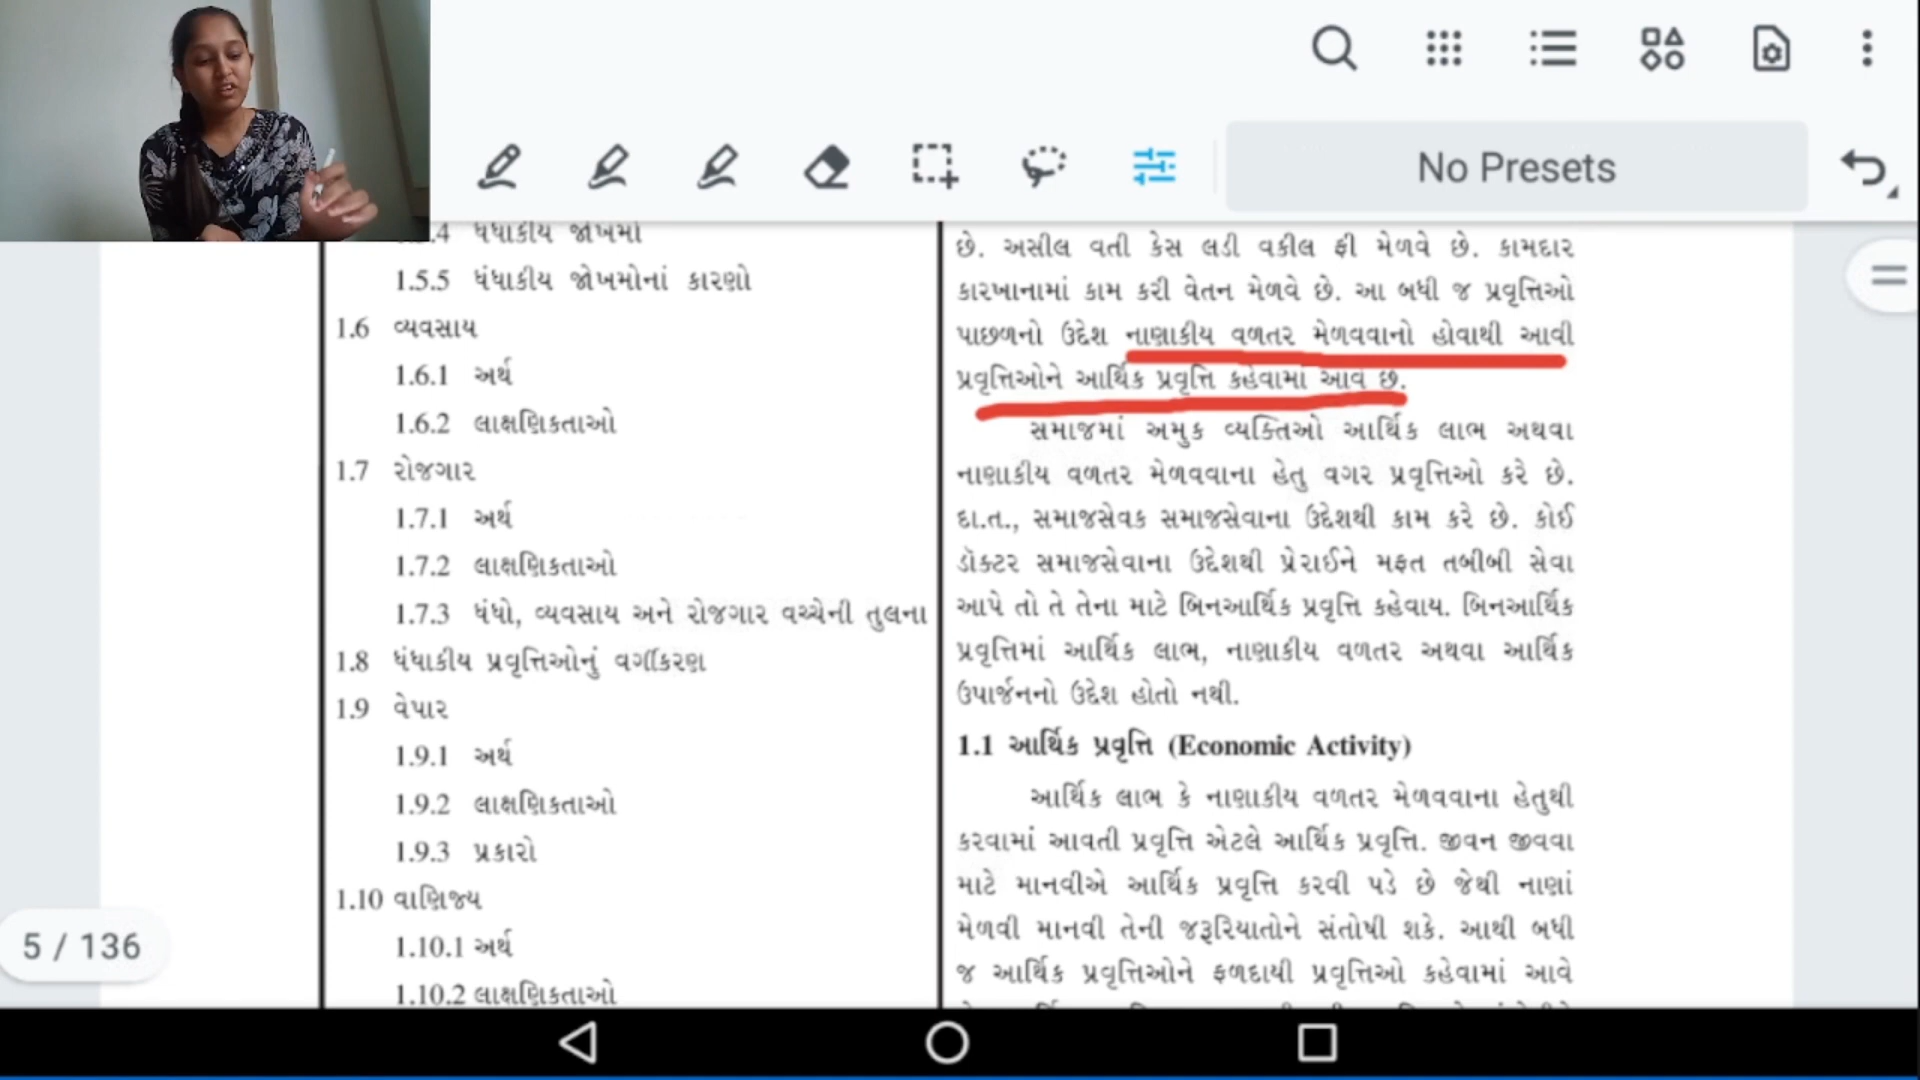 No Presets
.4 ધંધાકીય જોખમો
1.5.5 ધંધાકીય જોખમોનાં કારણો
1.6 વ્યવસાય
1.6.1 અર્થ
1.6.2 લાક્ષણિકતાઓ
1.7 રોજગાર
1.7.1 અર્થ
1.7.2 લાક્ષણિકતાઓ
1.7.3 ધંધો, વ્યવસાય અને રોજગાર વચ્ચેની તુલના
1.8 ધંધાકીય પ્રવૃત્તિઓનું વર્ગીકરણ
1.9 વેપાર
1.9.1 અર્થ
1.9.2 લાક્ષણિકતાઓ
1.9.3 પ્રકારો
1.10 વાણિજ્ય
1.10.1 અર્થ
1.10.2 લાક્ષણિકતાઓ
5 / 136
છે. અસીલ વતી કેસ લડી વકીલ ફી મેળવે છે. કામદાર
કારખાનામાં કામ કરી વેતન મેળવે છે. આ બધી જ પ્રવૃત્તિઓ
પાછળનો ઉદ્દેશ નાણાકીય વળતર મેળવવાનો હોવાથી આવી
પ્રવૃત્તિઓને આર્થિક પ્રવૃત્તિ કહેવામાં આવે છે.
સમાજમાં અમુક વ્યક્તિઓ આર્થિક લાભ અથવા
નાણાકીય વળતર મેળવવાના હેતુ વગર પ્રવૃત્તિઓ કરે છે.
દા.ત., સમાજસેવક સમાજસેવાના ઉદ્દેશથી કામ કરે છે. કોઈ
ડૉક્ટર સમાજસેવાના ઉદ્દેશથી પ્રેરાઈને મફત તબીબી સેવા
આપે તો તે તેના માટે બિનઆર્થિક પ્રવૃત્તિ કહેવાય. બિનઆર્થિક
પ્રવૃત્તિમાં આર્થિક લાભ, નાણાકીય વળતર અથવા આર્થિક
ઉપાર્જનનો ઉદ્દેશ હોતો નથી.
1.1 આર્થિક પ્રવૃત્તિ (Economic Activity)
આર્થિક લાભ કે નાણાકીય વળતર મેળવવાના હેતુથી
કરવામાં આવતી પ્રવૃત્તિ એટલે આર્થિક પ્રવૃત્તિ. જીવન જીવવા
માટે માનવીએ આર્થિક પ્રવૃત્તિ કરવી પડે છે જેથી નાણાં
મેળવી માનવી તેની જરૂરિયાતોને સંતોષી શકે. આથી બધી
જ આર્થિક પ્રવૃત્તિઓને ફળદાયી પ્રવૃત્તિઓ કહેવામાં આવે